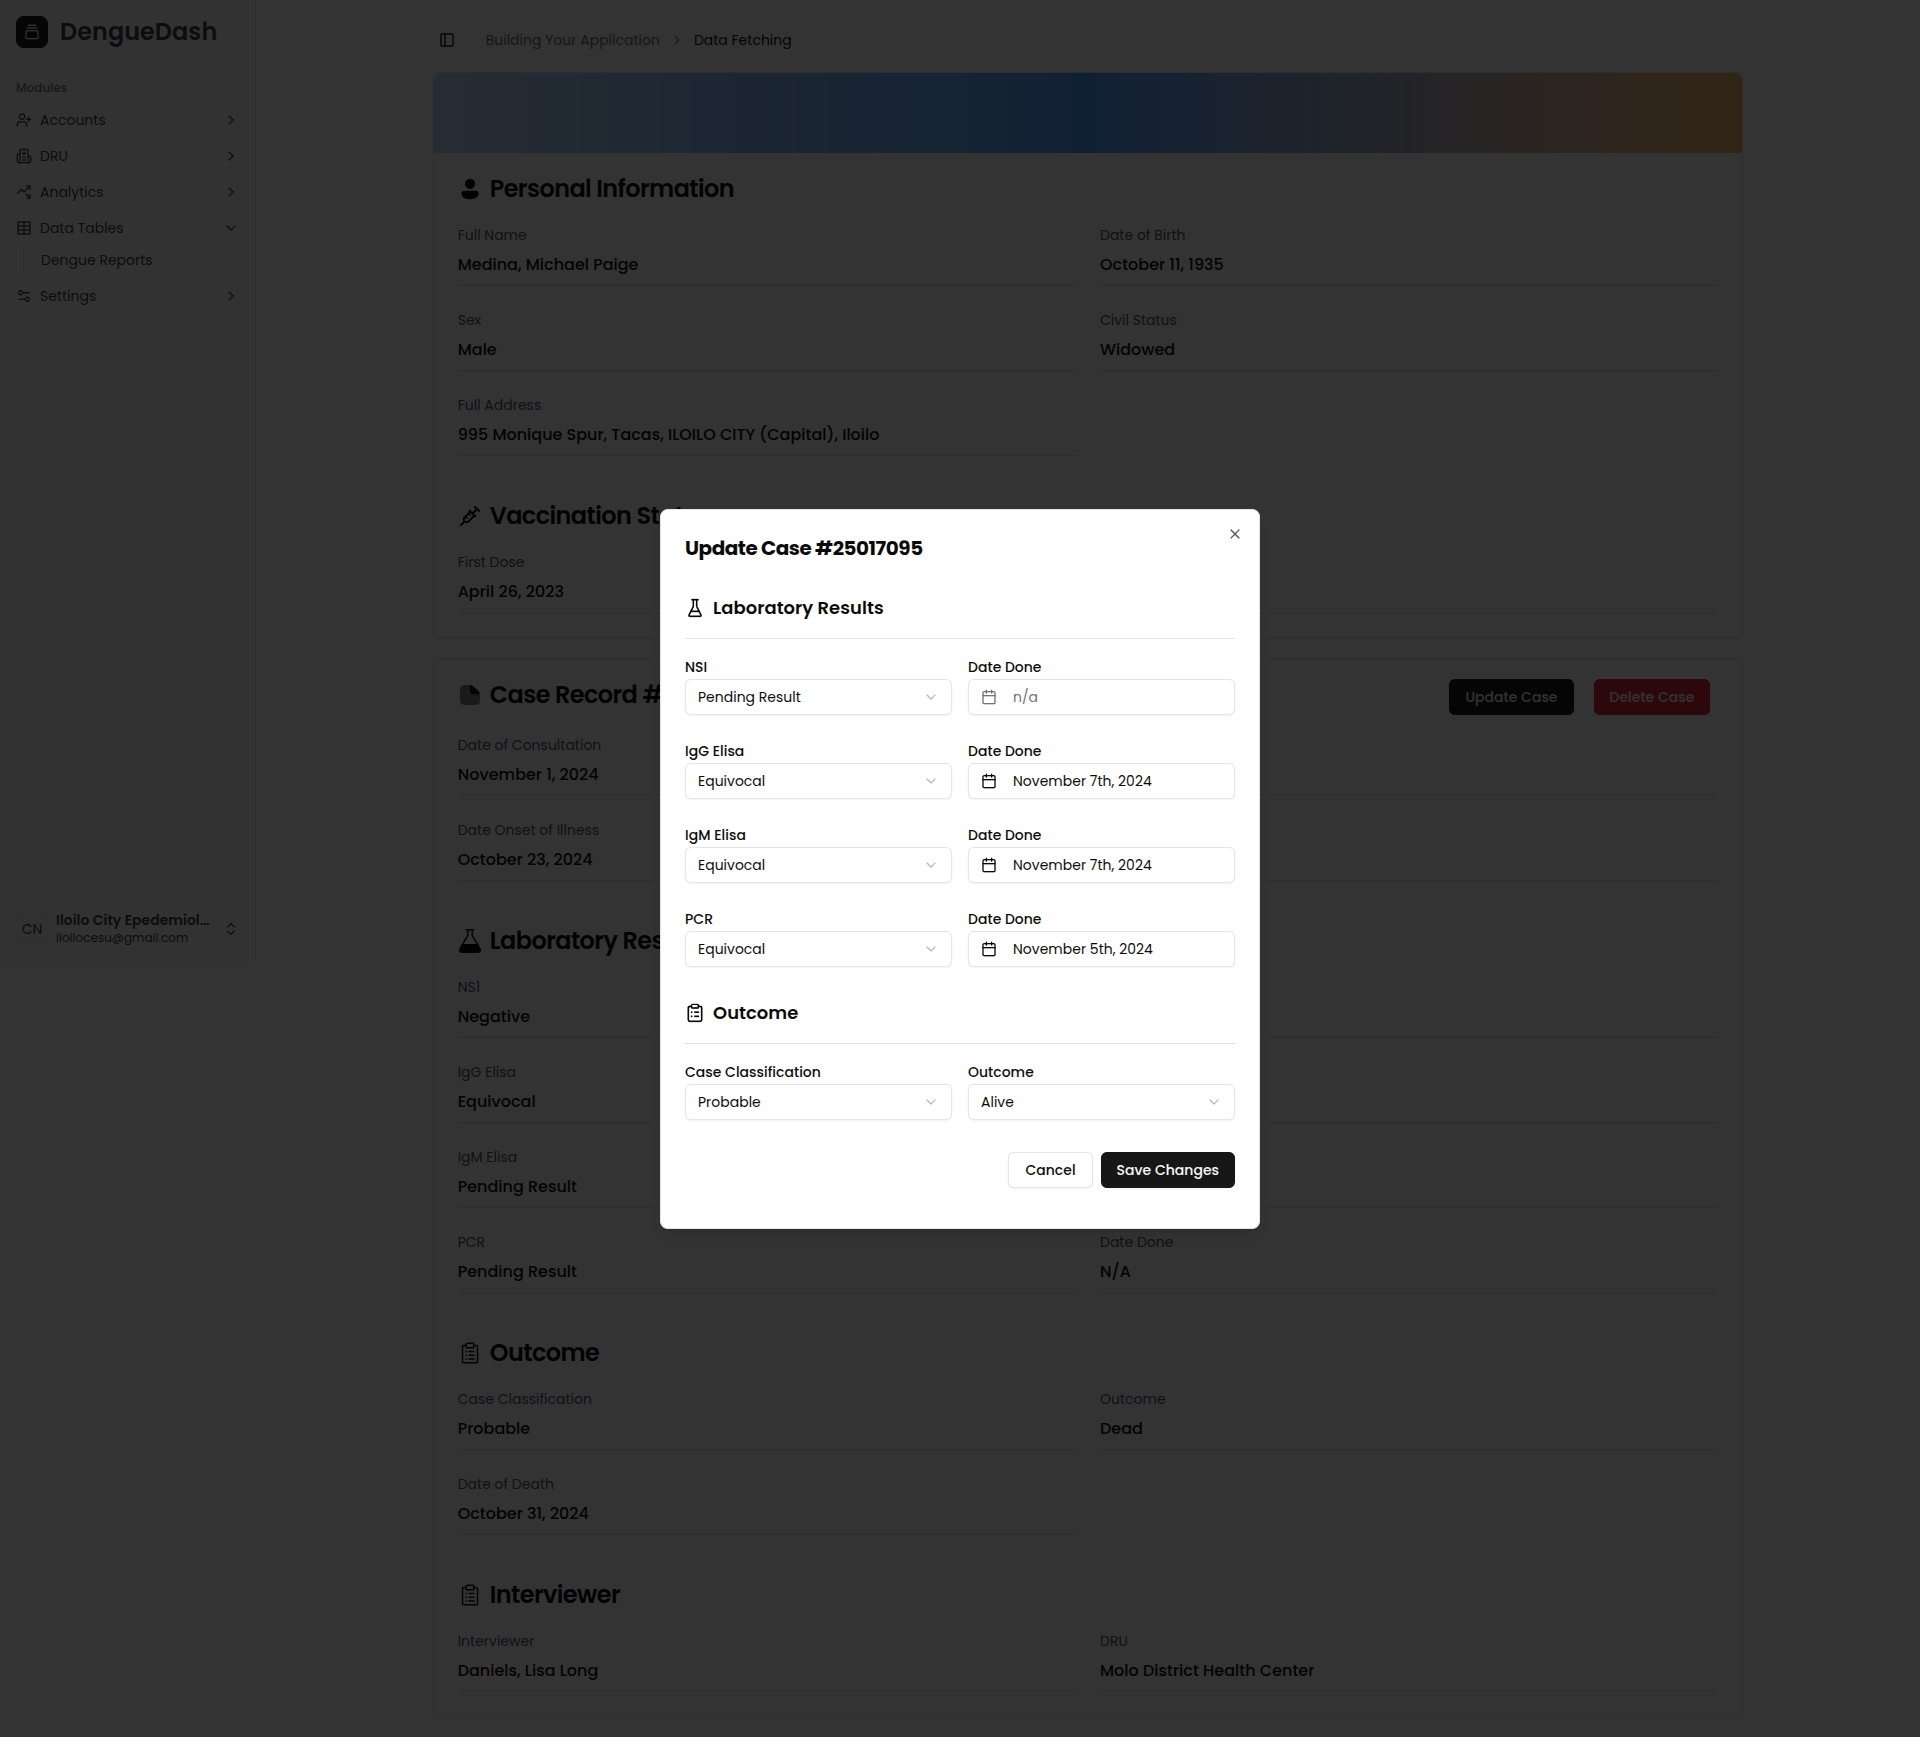 DengueDash
Building Your Application > Data Fetching
Modules
Accounts
DRU
Analytics
Data Tables
Dengue Reports
Settings
CN
Iloilo City Epedemiol...
iloilocesu@gmail.com
Personal Information
Full Name
Medina, Michael Paige
Date of Birth
October 11, 1935
Sex
Male
Civil Status
Widowed
Full Address
995 Monique Spur, Tacas, ILOILO CITY (Capital), Iloilo
Vaccination
First Dose
April 26, 2023
Case Record #
Update Case
Delete Case
Date of Consultation
November 1, 2024
Date Onset of Illness
October 23, 2024
Laboratory Res
NS1
Negative
IgG Elisa
Equivocal
IgM Elisa
Pending Result
PCR
Pending Result
Date Done
N/A
Outcome
Case Classification
Probable
Outcome
Dead
Date of Death
October 31, 2024
Interviewer
Interviewer
Daniels, Lisa Long
DRU
Molo District Health Center
Update Case #25017095
Laboratory Results
NSI
Date Done
Pending Result
n/a
IgG Elisa
Date Done
Equivocal
November 7th, 2024
IgM Elisa
Date Done
Equivocal
November 7th, 2024
PCR
Date Done
Equivocal
November 5th, 2024
Outcome
Case Classification
Outcome
Probable
Alive
Cancel
Save Changes